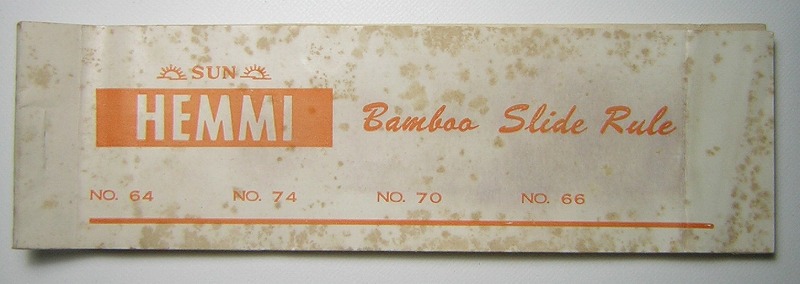 SUN
HEMMI Bamboo Slide Rule
NO. 64 NO. 74 NO. 70 NO. 66